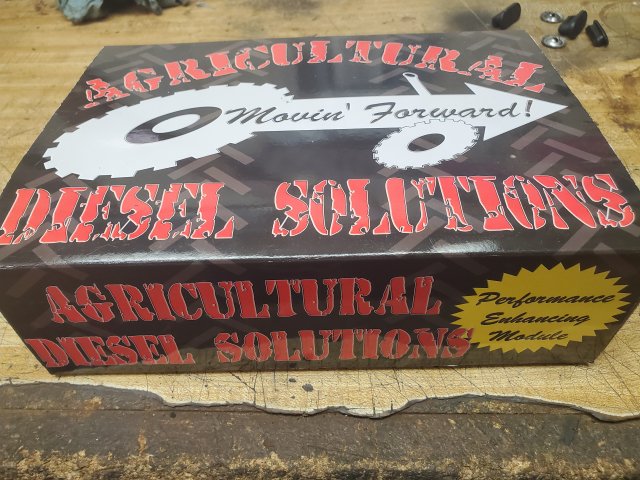 AGRICULTURAL
Movin' Forward!
DIESEL SOLUTIONS
AGRICULTURAL
DIESEL SOLUTIONS
Performance
Enhancing
Module